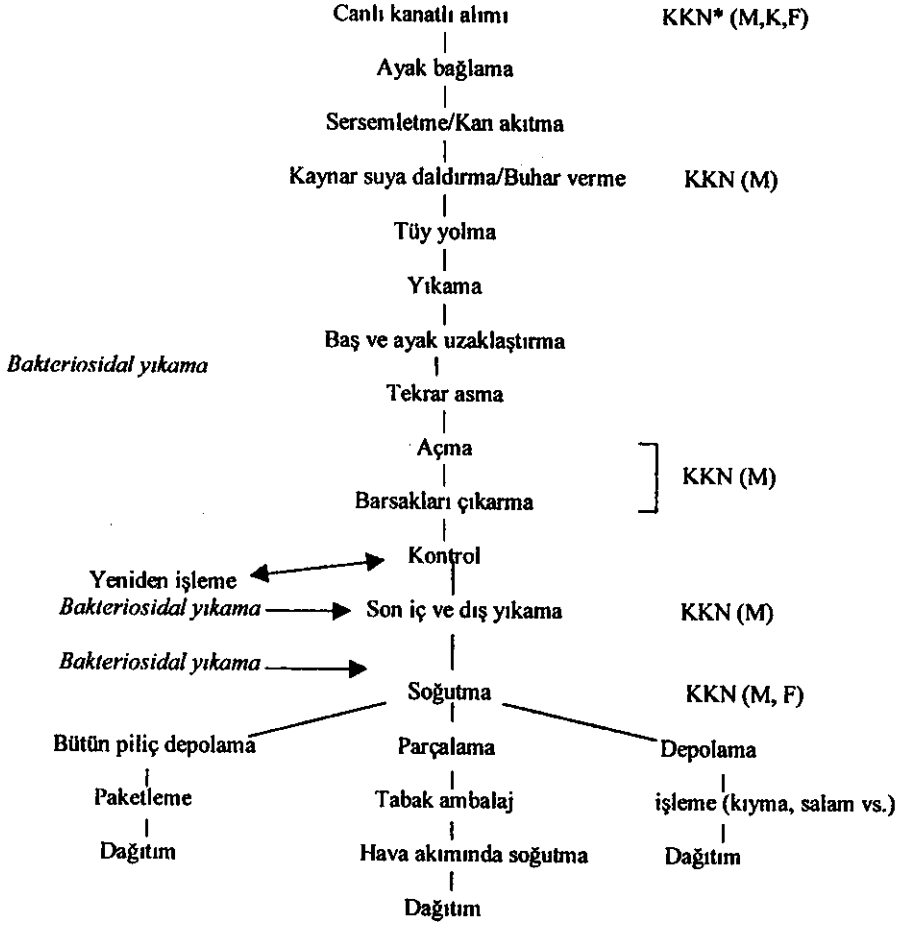 Canlı kanatlı alımı KKN* (M,K,F)
Ayak bağlama
Sersemletme/Kan akıtma
Kaynar suya daldırma/Buhar verme KKN (M)
Tüy yolma
Yıkama
Baş ve ayak uzaklaştırma
Bakteriosidal yıkama
Tekrar asma
Açma
KKN (M)
Barsakları çıkarma
Kontrol
Yeniden işleme
Bakteriosidal yıkama Son iç ve dış yıkama KKN (M)
Bakteriosidal yıkama
Soğutma KKN (M, F)
Bütün piliç depolama Parçalama Depolama
Paketleme Tabak ambalaj işleme (kıyma, salam vs.)
Dağıtım Hava akımında soğutma Dağıtım
Dağıtım